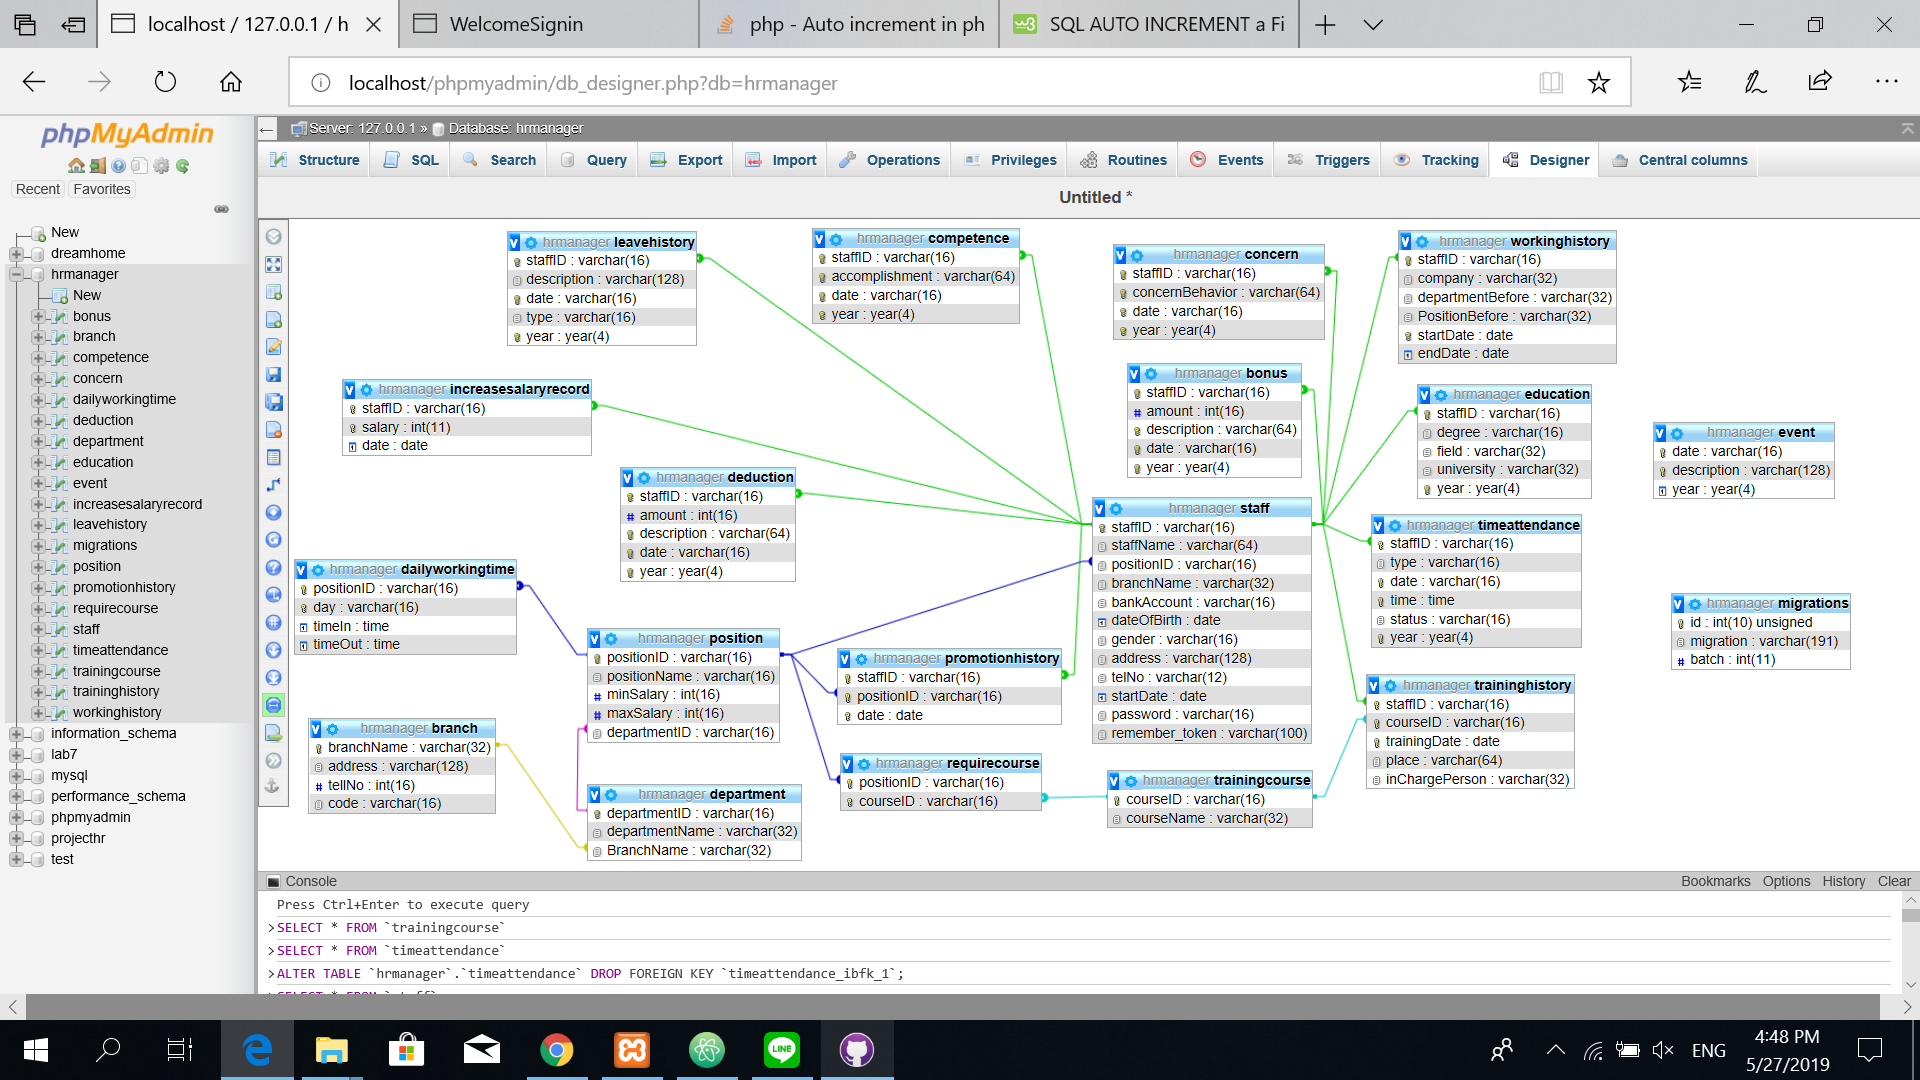 localhost / 127.0.0.1 / h
WelcomeSignin
php - Auto increment in ph
SQL AUTO INCREMENT a Fi
localhost/phpmyadmin/db_designer.php?db=hrmanager
phpMyAdmin
Recent
Favorites
New
dreamhome
hrmanager
New
bonus
branch
competence
concern
dailyworkingtime
deduction
department
education
event
increasesalaryrecord
leavehistory
migrations
position
promotionhistory
requirecourse
staff
timeattendance
trainingcourse
traininghistory
workinghistory
information_schema
lab7
mysql
performance_schema
phpmyadmin
projecthr
test
Server: 127.0.0.1 » Database: hrmanager
Structure
SQL
Search
Query
Export
Import
Operations
Privileges
Routines
Events
Triggers
Tracking
Designer
Central columns
Untitled *
hrmanager leavehistory
staffID : varchar(16)
description : varchar(128)
date : varchar(16)
type : varchar(16)
year : year(4)
hrmanager competence
staffID : varchar(16)
accomplishment : varchar(64)
date : varchar(16)
year : year(4)
hrmanager concern
staffID : varchar(16)
concernBehavior : varchar(64)
date : varchar(16)
year : year(4)
hrmanager workinghistory
staffID : varchar(16)
company : varchar(32)
departmentBefore : varchar(32)
PositionBefore : varchar(32)
startDate : date
endDate : date
hrmanager increasesalaryrecord
staffID : varchar(16)
salary : int(11)
date : date
hrmanager bonus
staffID : varchar(16)
amount : int(16)
description : varchar(64)
date : varchar(16)
year : year(4)
hrmanager education
staffID : varchar(16)
degree : varchar(16)
field : varchar(32)
university : varchar(32)
year : year(4)
hrmanager event
date : varchar(16)
description : varchar(128)
year : year(4)
hrmanager deduction
staffID : varchar(16)
amount : int(16)
description : varchar(64)
date : varchar(16)
year : year(4)
hrmanager staff
staffID : varchar(16)
staffName : varchar(64)
positionID : varchar(16)
branchName : varchar(32)
bankAccount : varchar(16)
dateOfBirth : date
gender : varchar(16)
address : varchar(128)
telNo : varchar(12)
startDate : date
password : varchar(16)
remember_token : varchar(100)
hrmanager timeattendance
staffID : varchar(16)
type : varchar(16)
date : varchar(16)
time : time
status : varchar(16)
year : year(4)
hrmanager dailyworkingtime
positionID : varchar(16)
day : varchar(16)
timeIn : time
timeOut : time
hrmanager migrations
id : int(10) unsigned
migration : varchar(191)
batch : int(11)
hrmanager position
positionID : varchar(16)
positionName : varchar(16)
minSalary : int(16)
maxSalary : int(16)
departmentID : varchar(16)
hrmanager promotionhistory
staffID : varchar(16)
positionID : varchar(16)
date : date
hrmanager traininghistory
staffID : varchar(16)
courseID : varchar(16)
trainingDate : date
place : varchar(64)
inChargePerson : varchar(32)
hrmanager branch
branchName : varchar(32)
address : varchar(128)
tellNo : int(16)
code : varchar(16)
hrmanager requirecourse
positionID : varchar(16)
courseID : varchar(16)
hrmanager trainingcourse
courseID : varchar(16)
courseName : varchar(32)
hrmanager department
departmentID : varchar(16)
departmentName : varchar(32)
BranchName : varchar(32)
Console
Bookmarks Options History Clear
Press Ctrl+Enter to execute query
>SELECT * FROM `trainingcourse`
>SELECT * FROM `timeattendance`
>ALTER TABLE `hrmanager`.`timeattendance` DROP FOREIGN KEY `timeattendance_ibfk_1`;
LINE
ENG
4:48 PM
5/27/2019